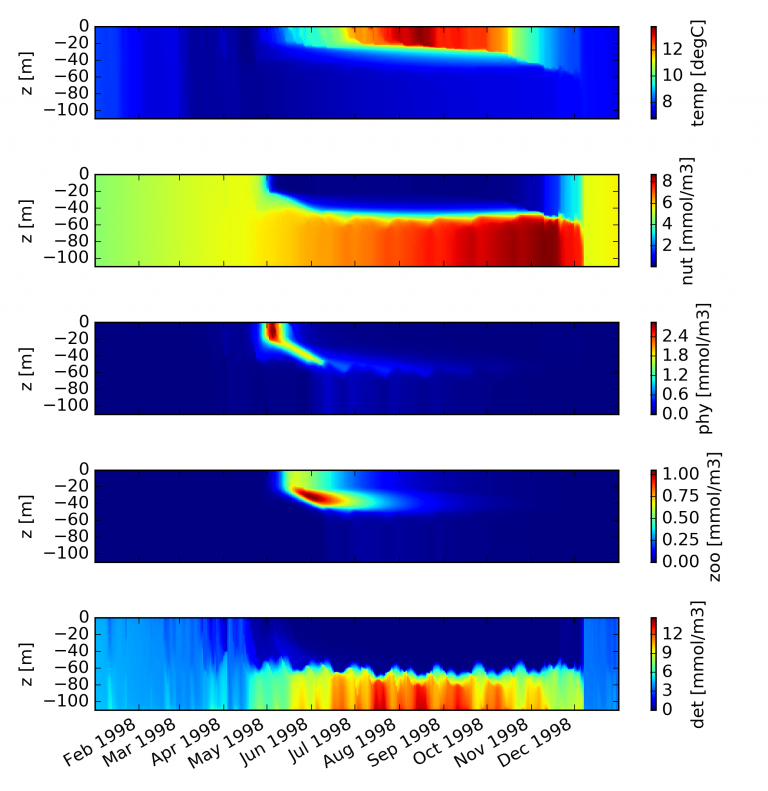 0
−20
−40
−60
−80
−100
z [m]
12
10
8
temp [degC]
0
−20
−40
−60
−80
−100
z [m]
8
6
4
2
nut [mmol/m3]
0
−20
−40
−60
−80
−100
z [m]
2.4
1.8
1.2
0.6
0.0
phy [mmol/m3]
0
−20
−40
−60
−80
−100
z [m]
1.00
0.75
0.50
0.25
0.00
zoo [mmol/m3]
0
−20
−40
−60
−80
−100
z [m]
12
9
6
3
0
det [mmol/m3]
Feb 1998
Mar 1998
Apr 1998
May 1998
Jun 1998
Jul 1998
Aug 1998
Sep 1998
Oct 1998
Nov 1998
Dec 1998